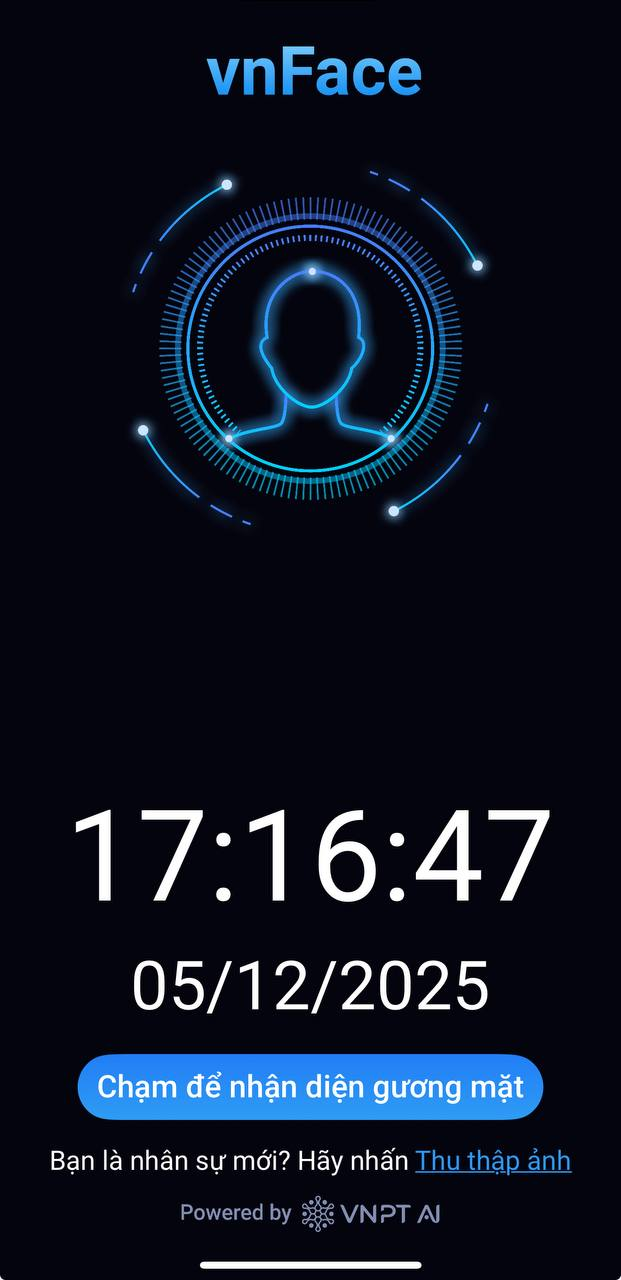 vnFace
17:16:47
05/12/2025
Chạm để nhận diện gương mặt
Bạn là nhân sự mới? Hãy nhấn Thu thập ảnh
Powered by VNPT AI